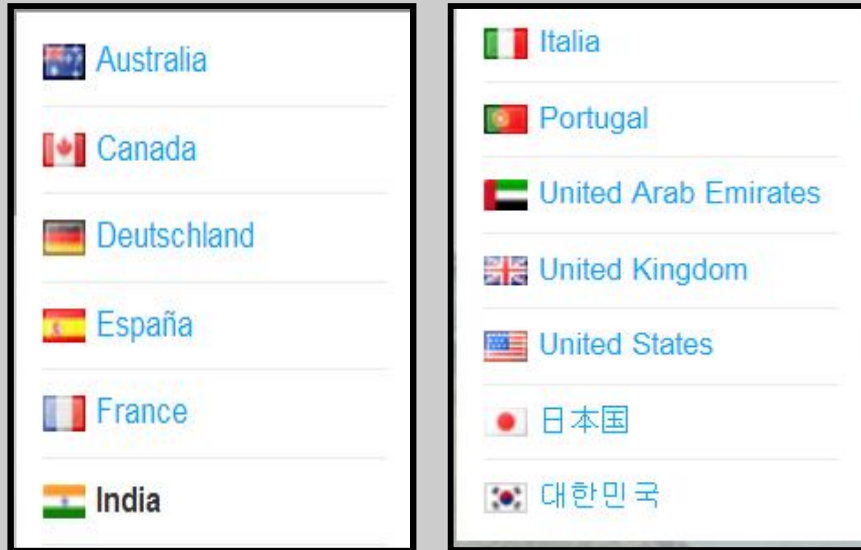 Australia
Canada
Deutschland
España
France
India
Italia
Portugal
United Arab Emirates
United Kingdom
United States
日本国
대한민국